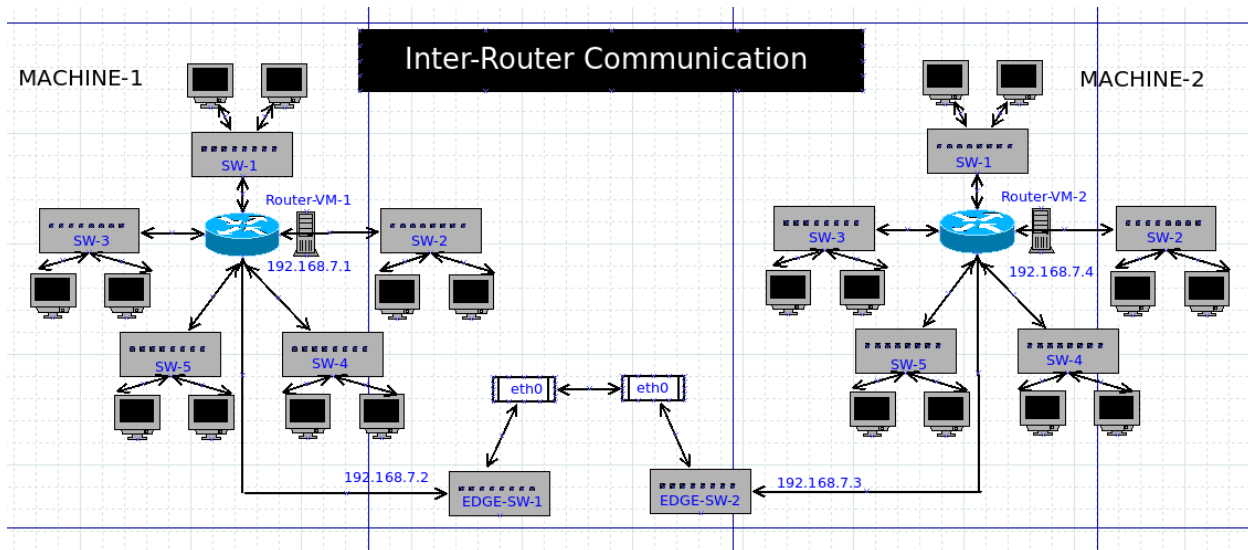 Inter-Router Communication
MACHINE-1
MACHINE-2
SW-1
SW-1
Router-VM-1
Router-VM-2
SW-3
SW-2
SW-3
SW-2
192.168.7.1
192.168.7.4
SW-5
SW-4
SW-5
SW-4
eth0
eth0
192.168.7.2
192.168.7.3
EDGE-SW-1
EDGE-SW-2